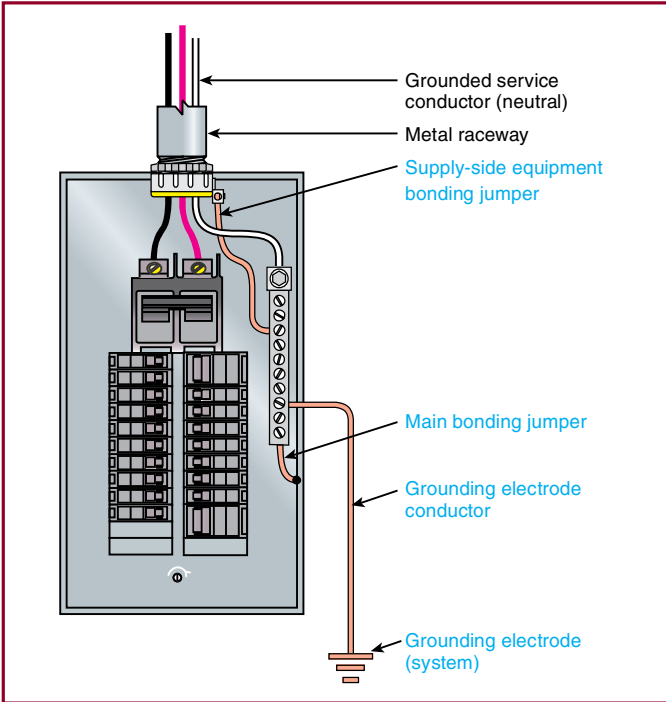 Grounded service
conductor (neutral)
Metal raceway
Supply-side equipment
bonding jumper
Main bonding jumper
Grounding electrode
conductor
Grounding electrode
(system)